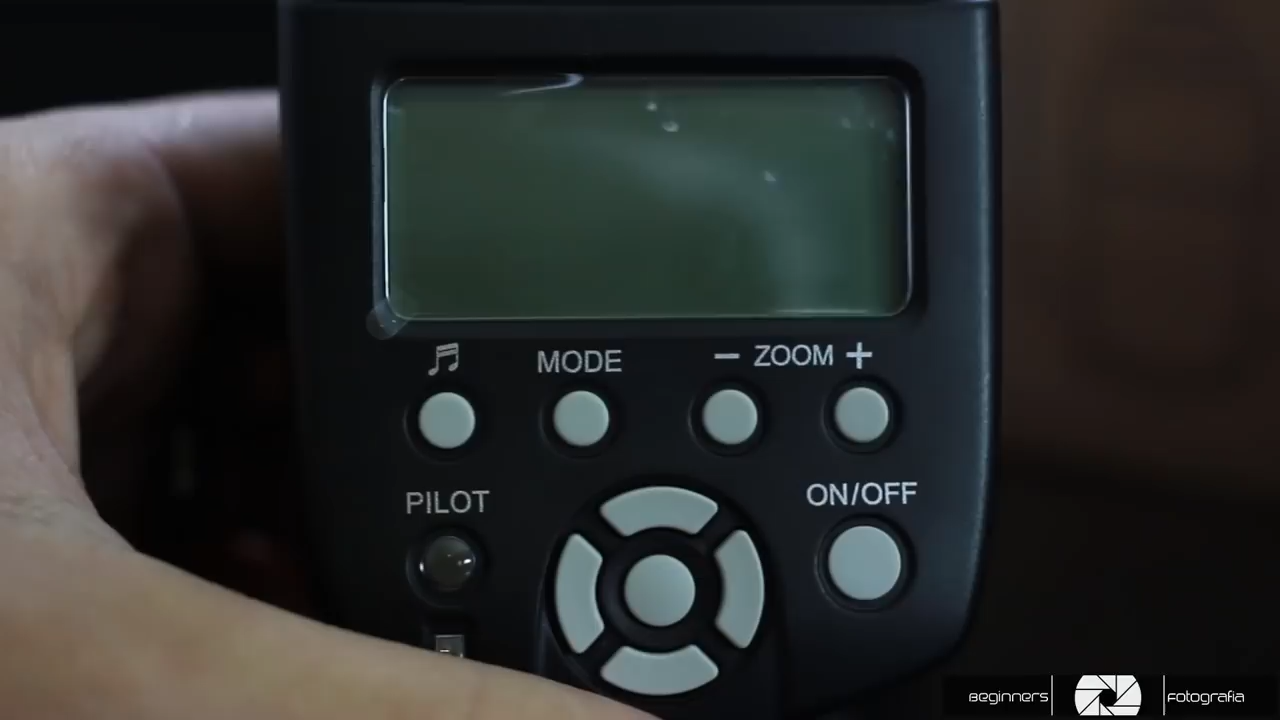 MODE
− ZOOM +
PILOT
ON/OFF
Beginners
Fotografia